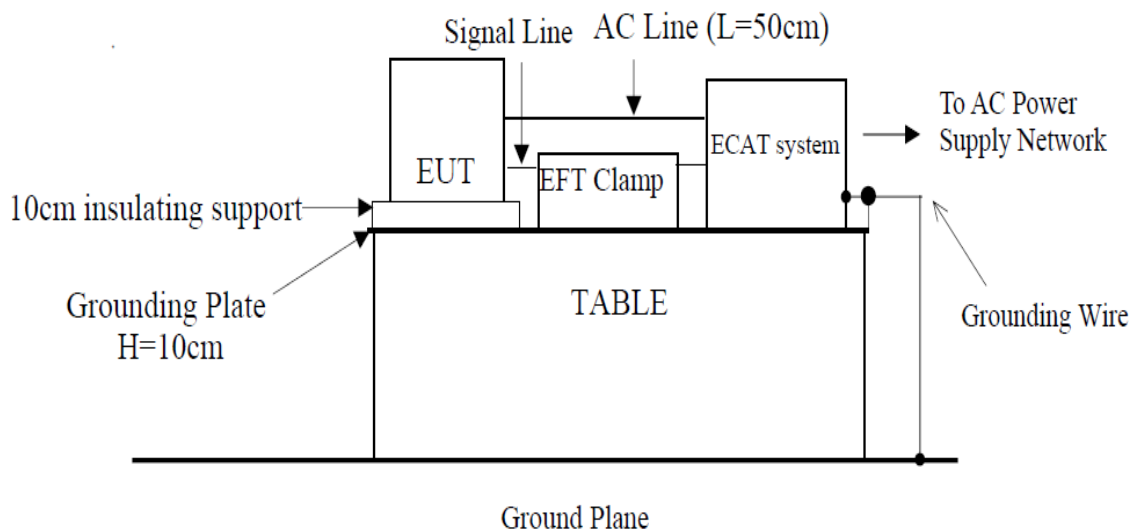 Signal Line
AC Line (L=50cm)
To AC Power
Supply Network
ECAT system
EUT
EFT Clamp
10cm insulating support
Grounding Plate
H=10cm
TABLE
Grounding Wire
Ground Plane